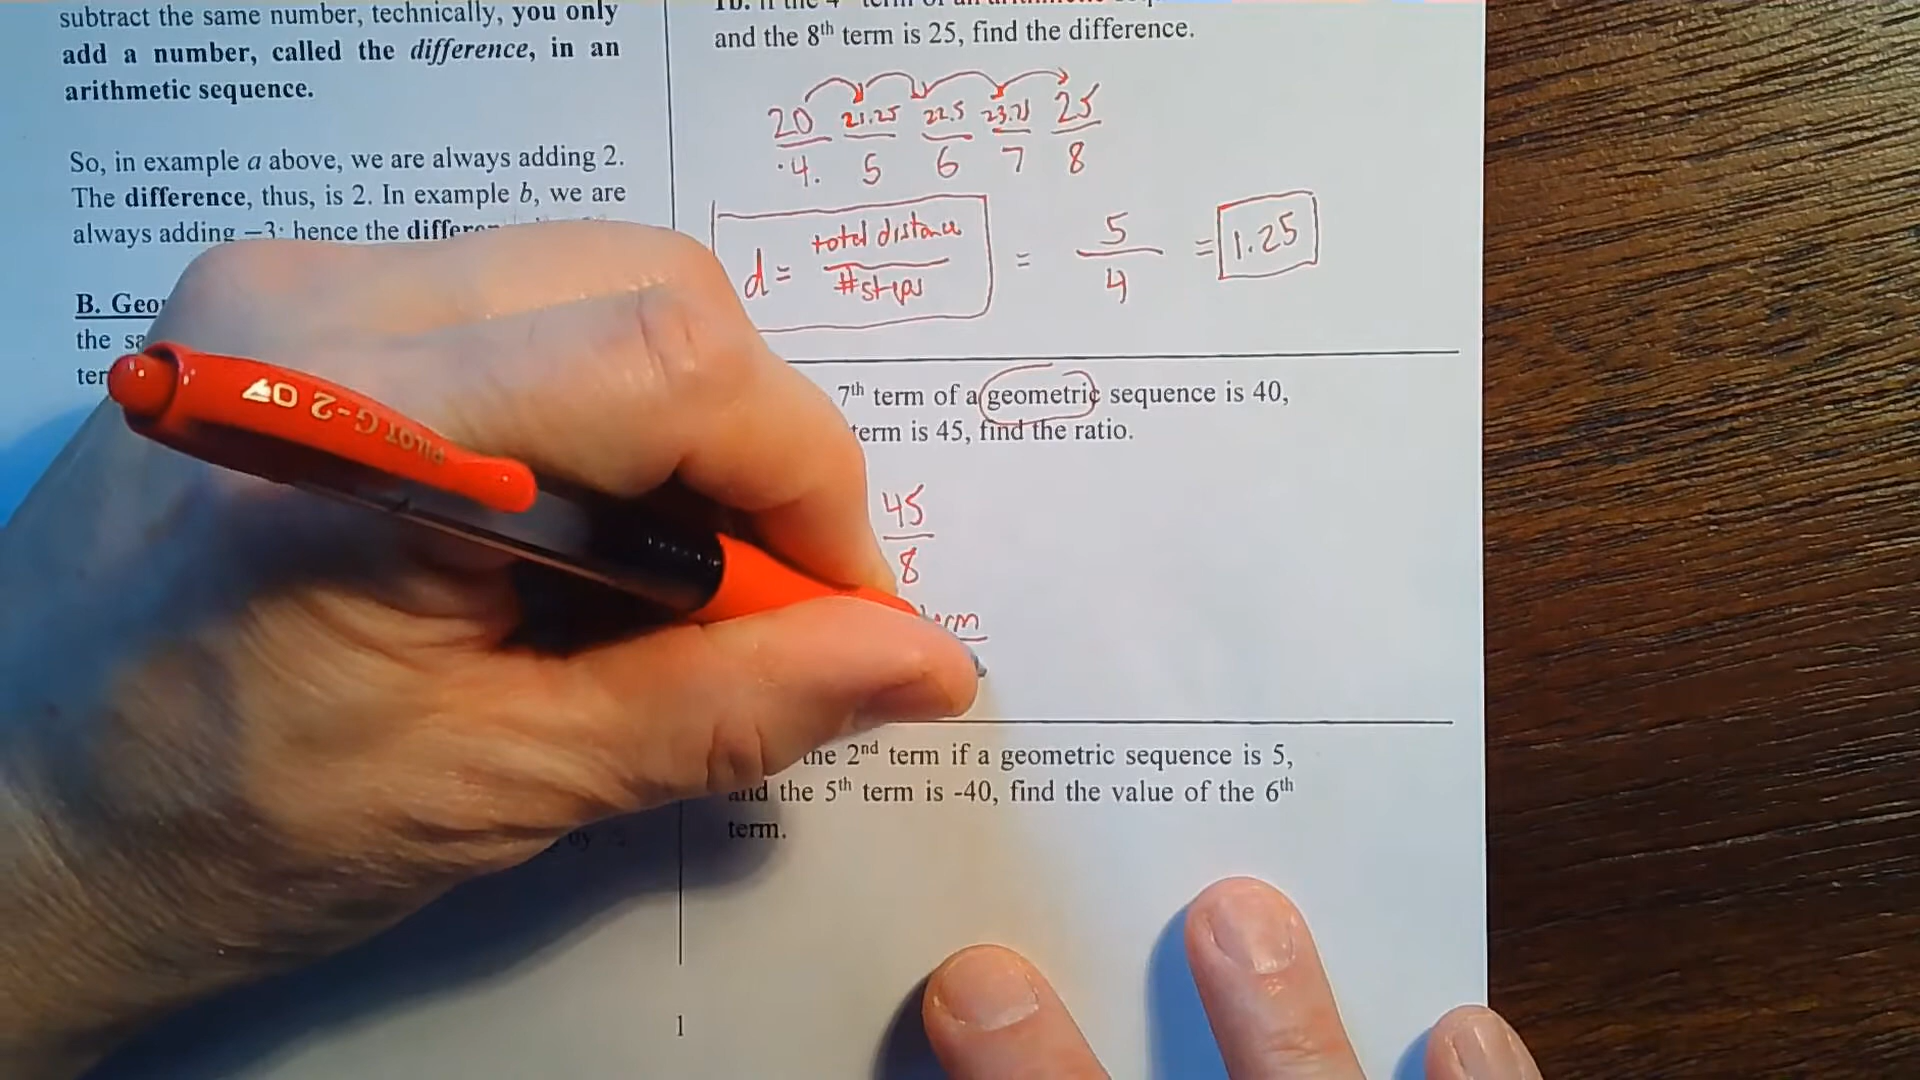 subtract the same number, technically, you only
add a number, called the difference, in an
arithmetic sequence.
So, in example a above, we are always adding 2.
The difference, thus, is 2. In example b, we are
always adding –3; hence the
B.
the
and the 8th term is 25, find the difference.
20 21.25 22.5 25
4. 5 6 7 8
d = total distance / #steps = 5 / 4 = 1.25
7th term of a geometric sequence is 40,
term is 45, find the ratio.
45
8
2nd term if a geometric sequence is 5,
and the 5th term is -40, find the value of the 6th
term.
PILOT G-2 07
1